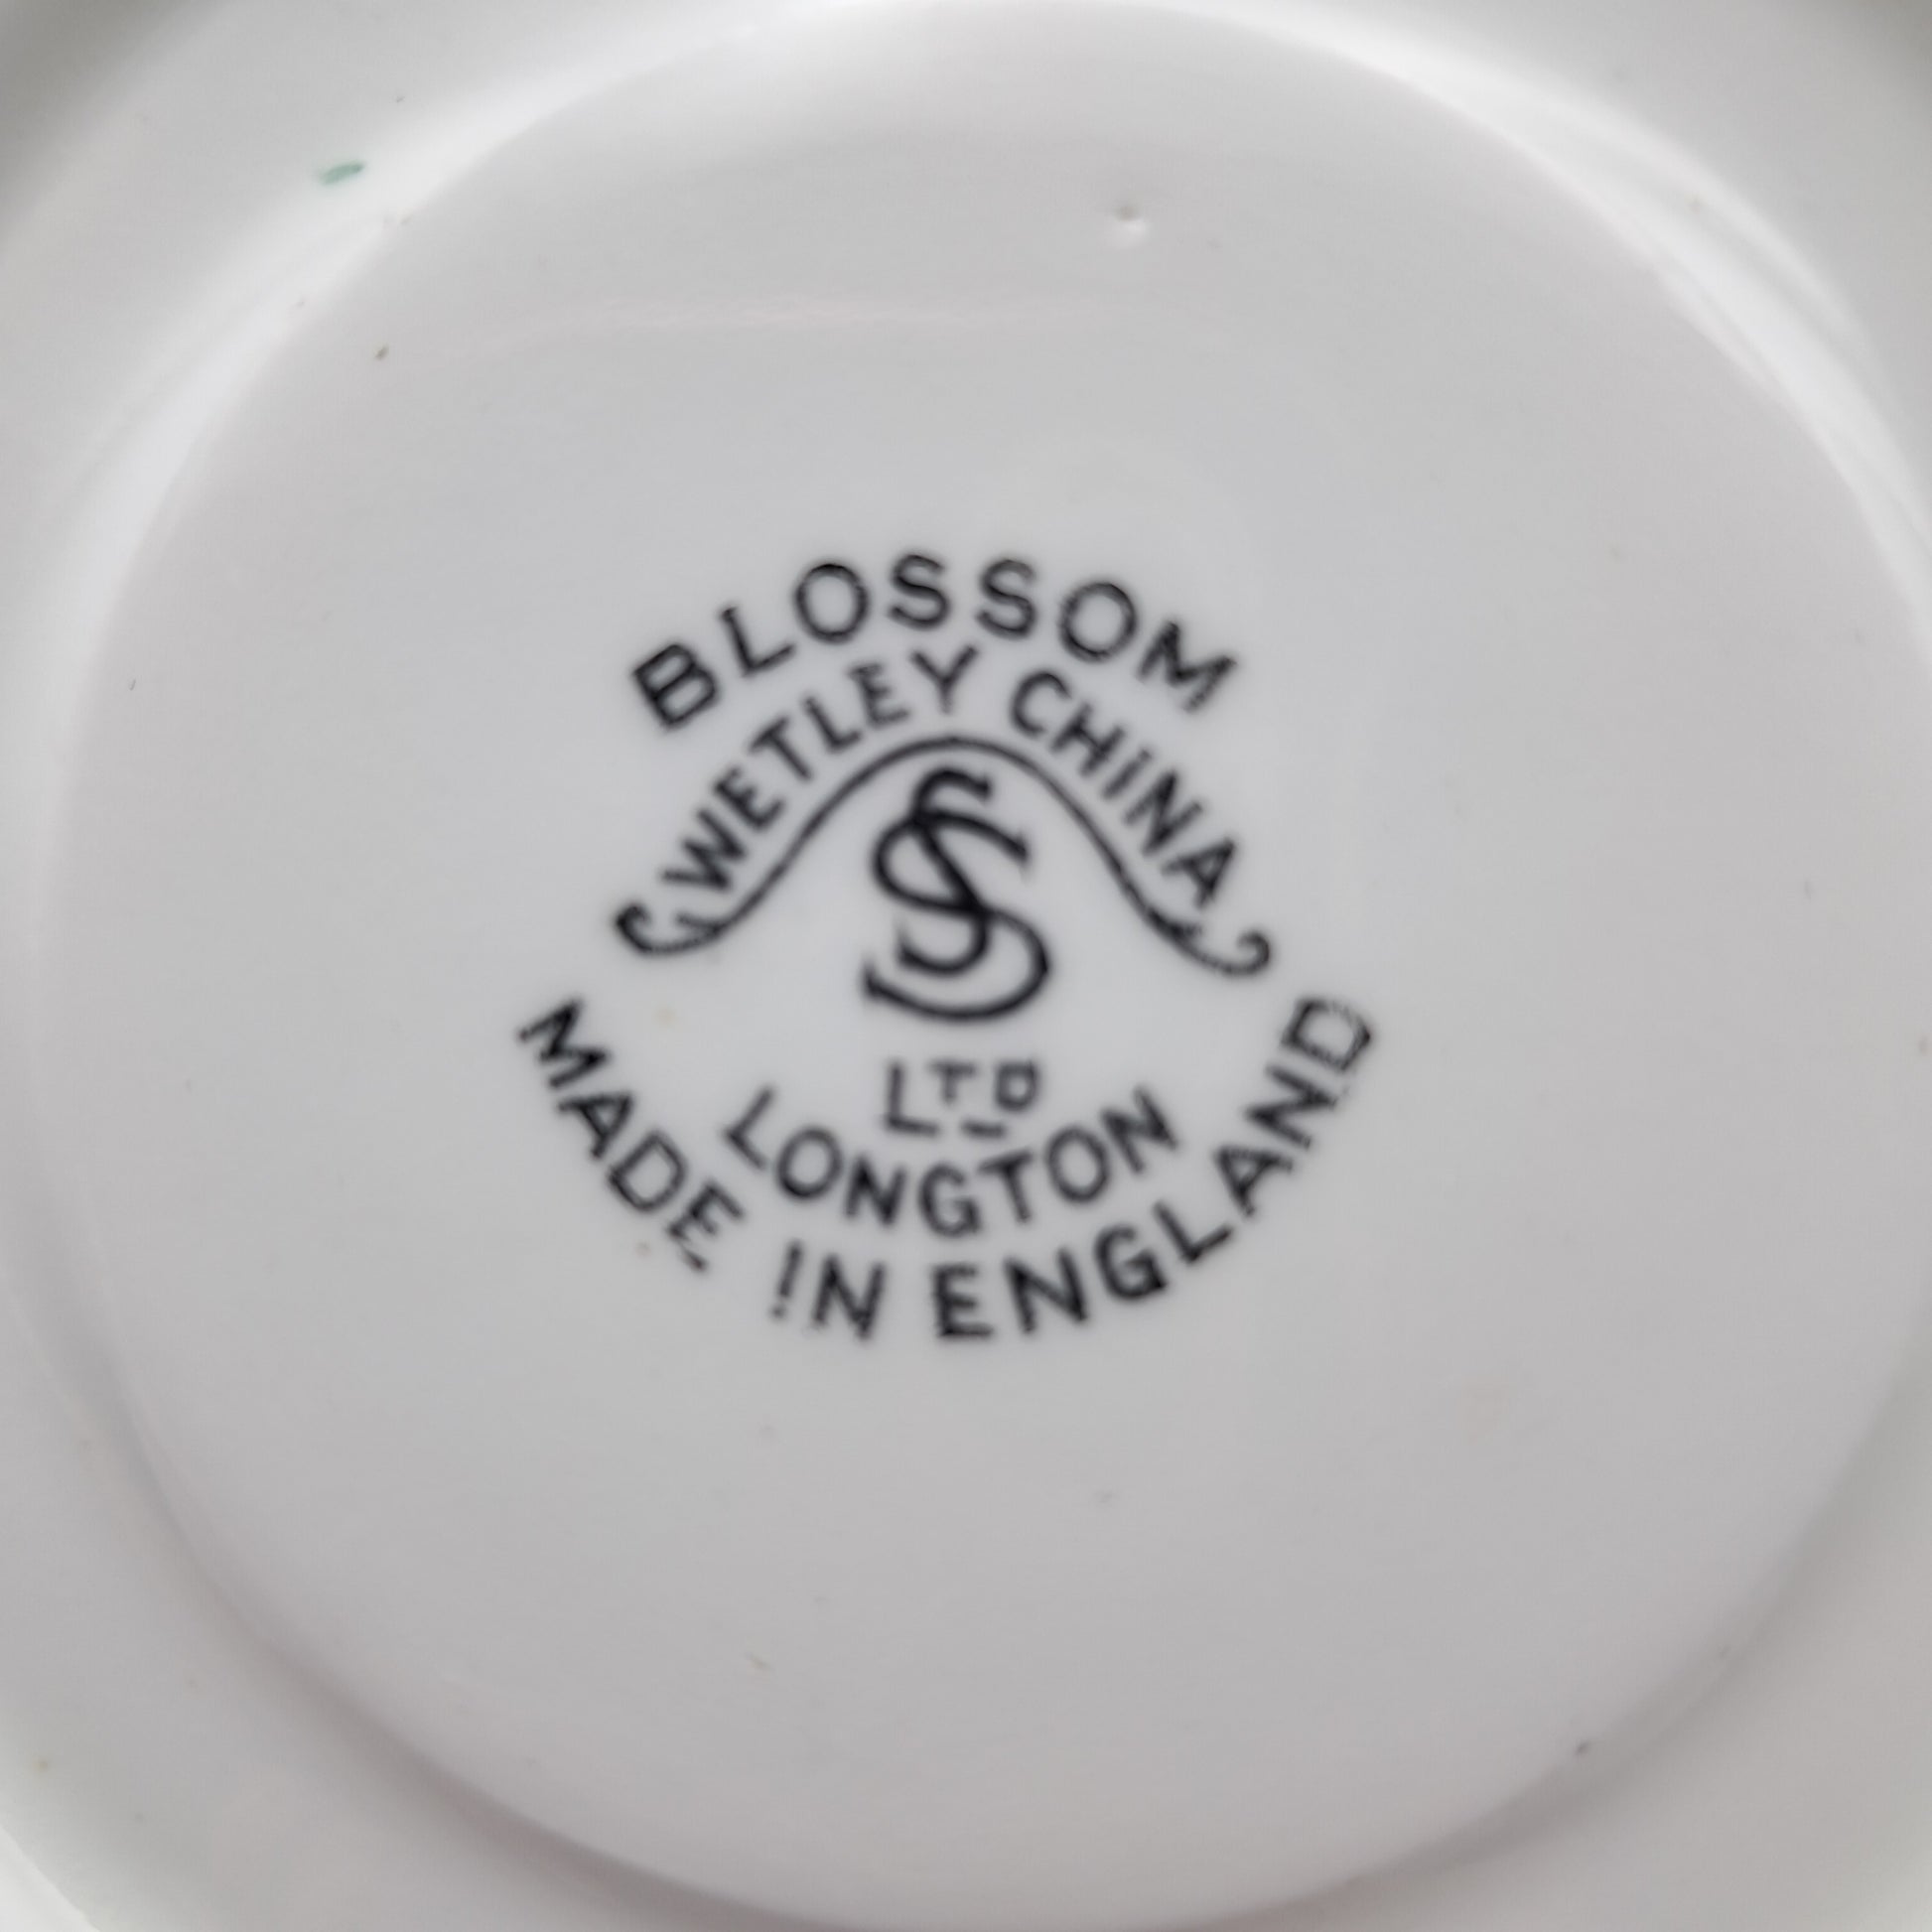 BLOSSOM
WETLEY CHINA
SS
LTD
LONGTON
MADE IN ENGLAND